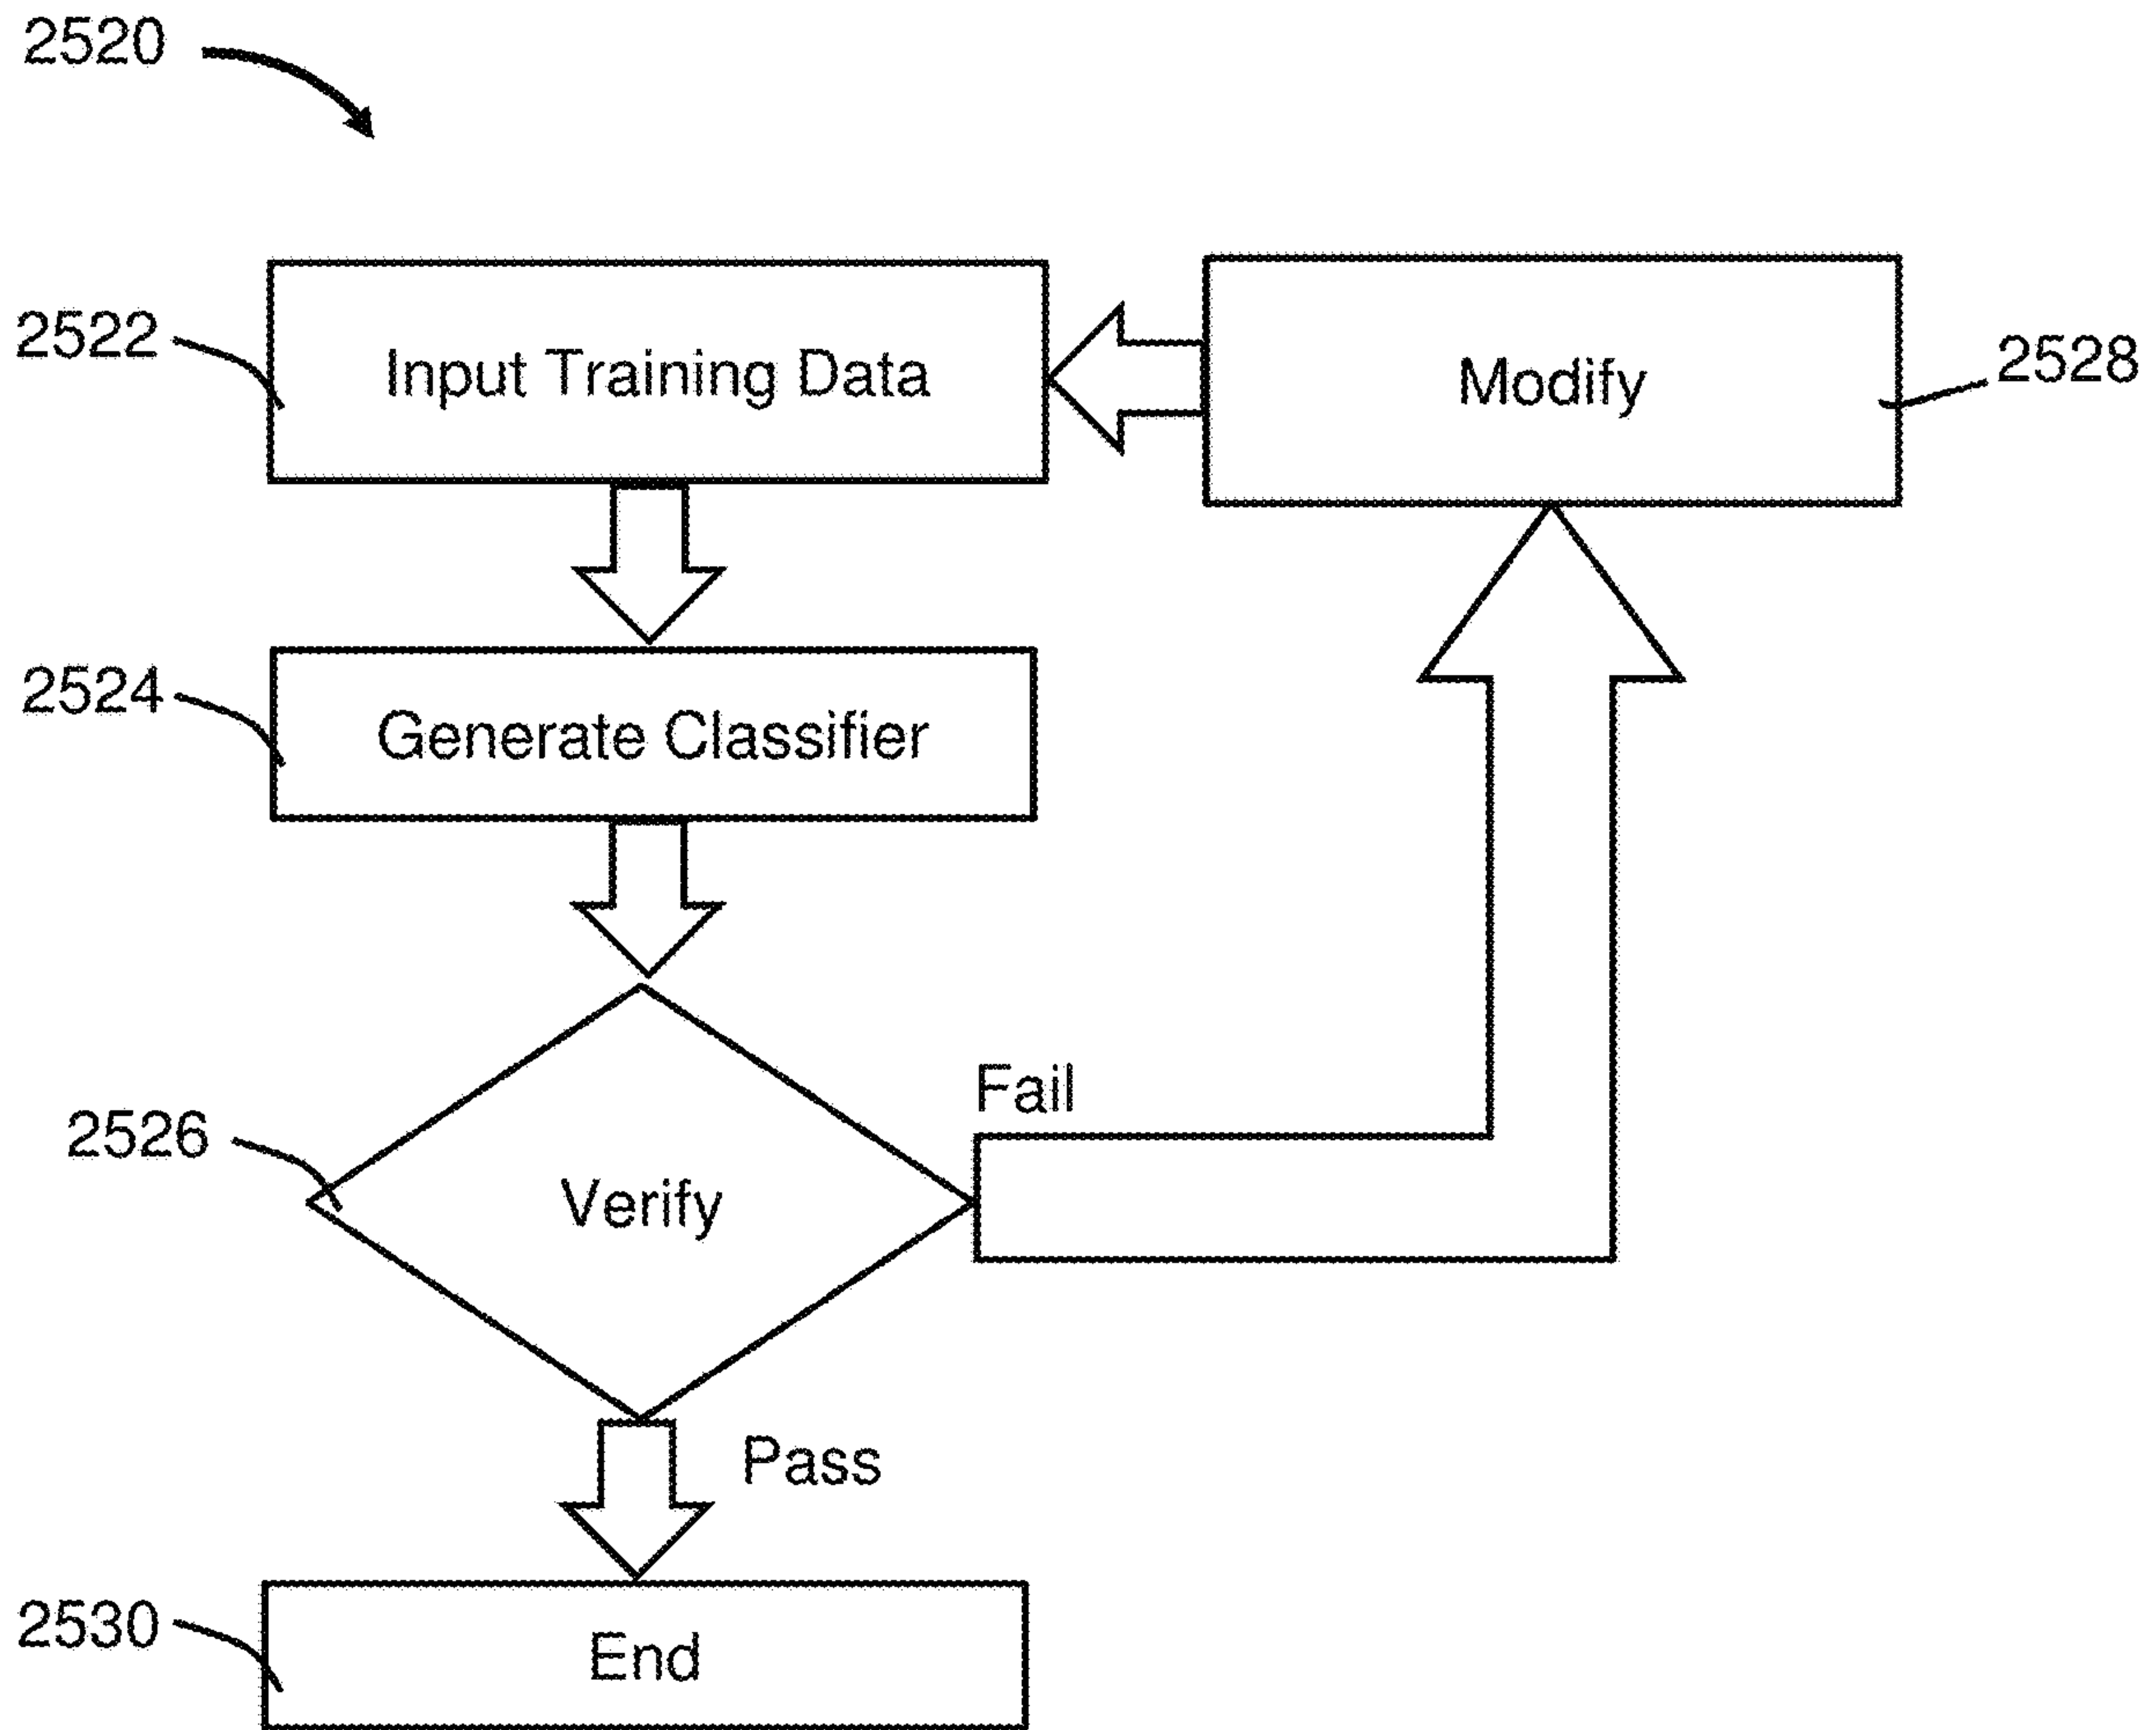 2520
2522
Input Training Data
Modify
2528
2524
Generate Classifier
Fail
2526
Verify
Pass
2530
End